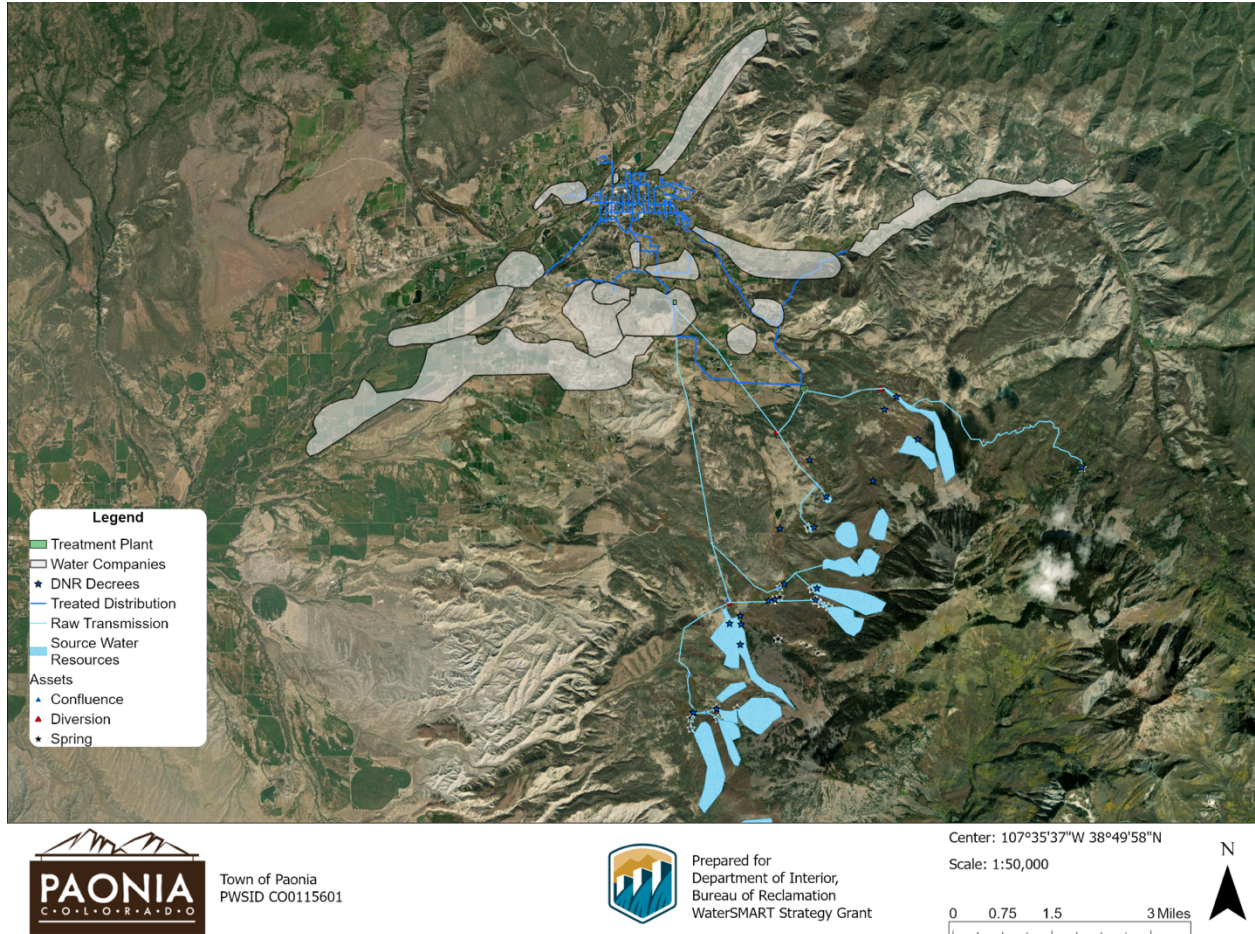 Legend
Treatment Plant
Water Companies
DNR Decrees
Treated Distribution
Raw Transmission
Source Water
Resources
Assets
Confluence
Diversion
Spring
PAONIA
C•O•L•O•R•A•D•O
Town of Paonia
PWSID CO0115601
Prepared for
Department of Interior,
Bureau of Reclamation
WaterSMART Strategy Grant
Center: 107°35'37"W 38°49'58"N
Scale: 1:50,000
N
0 0.75 1.5 3 Miles